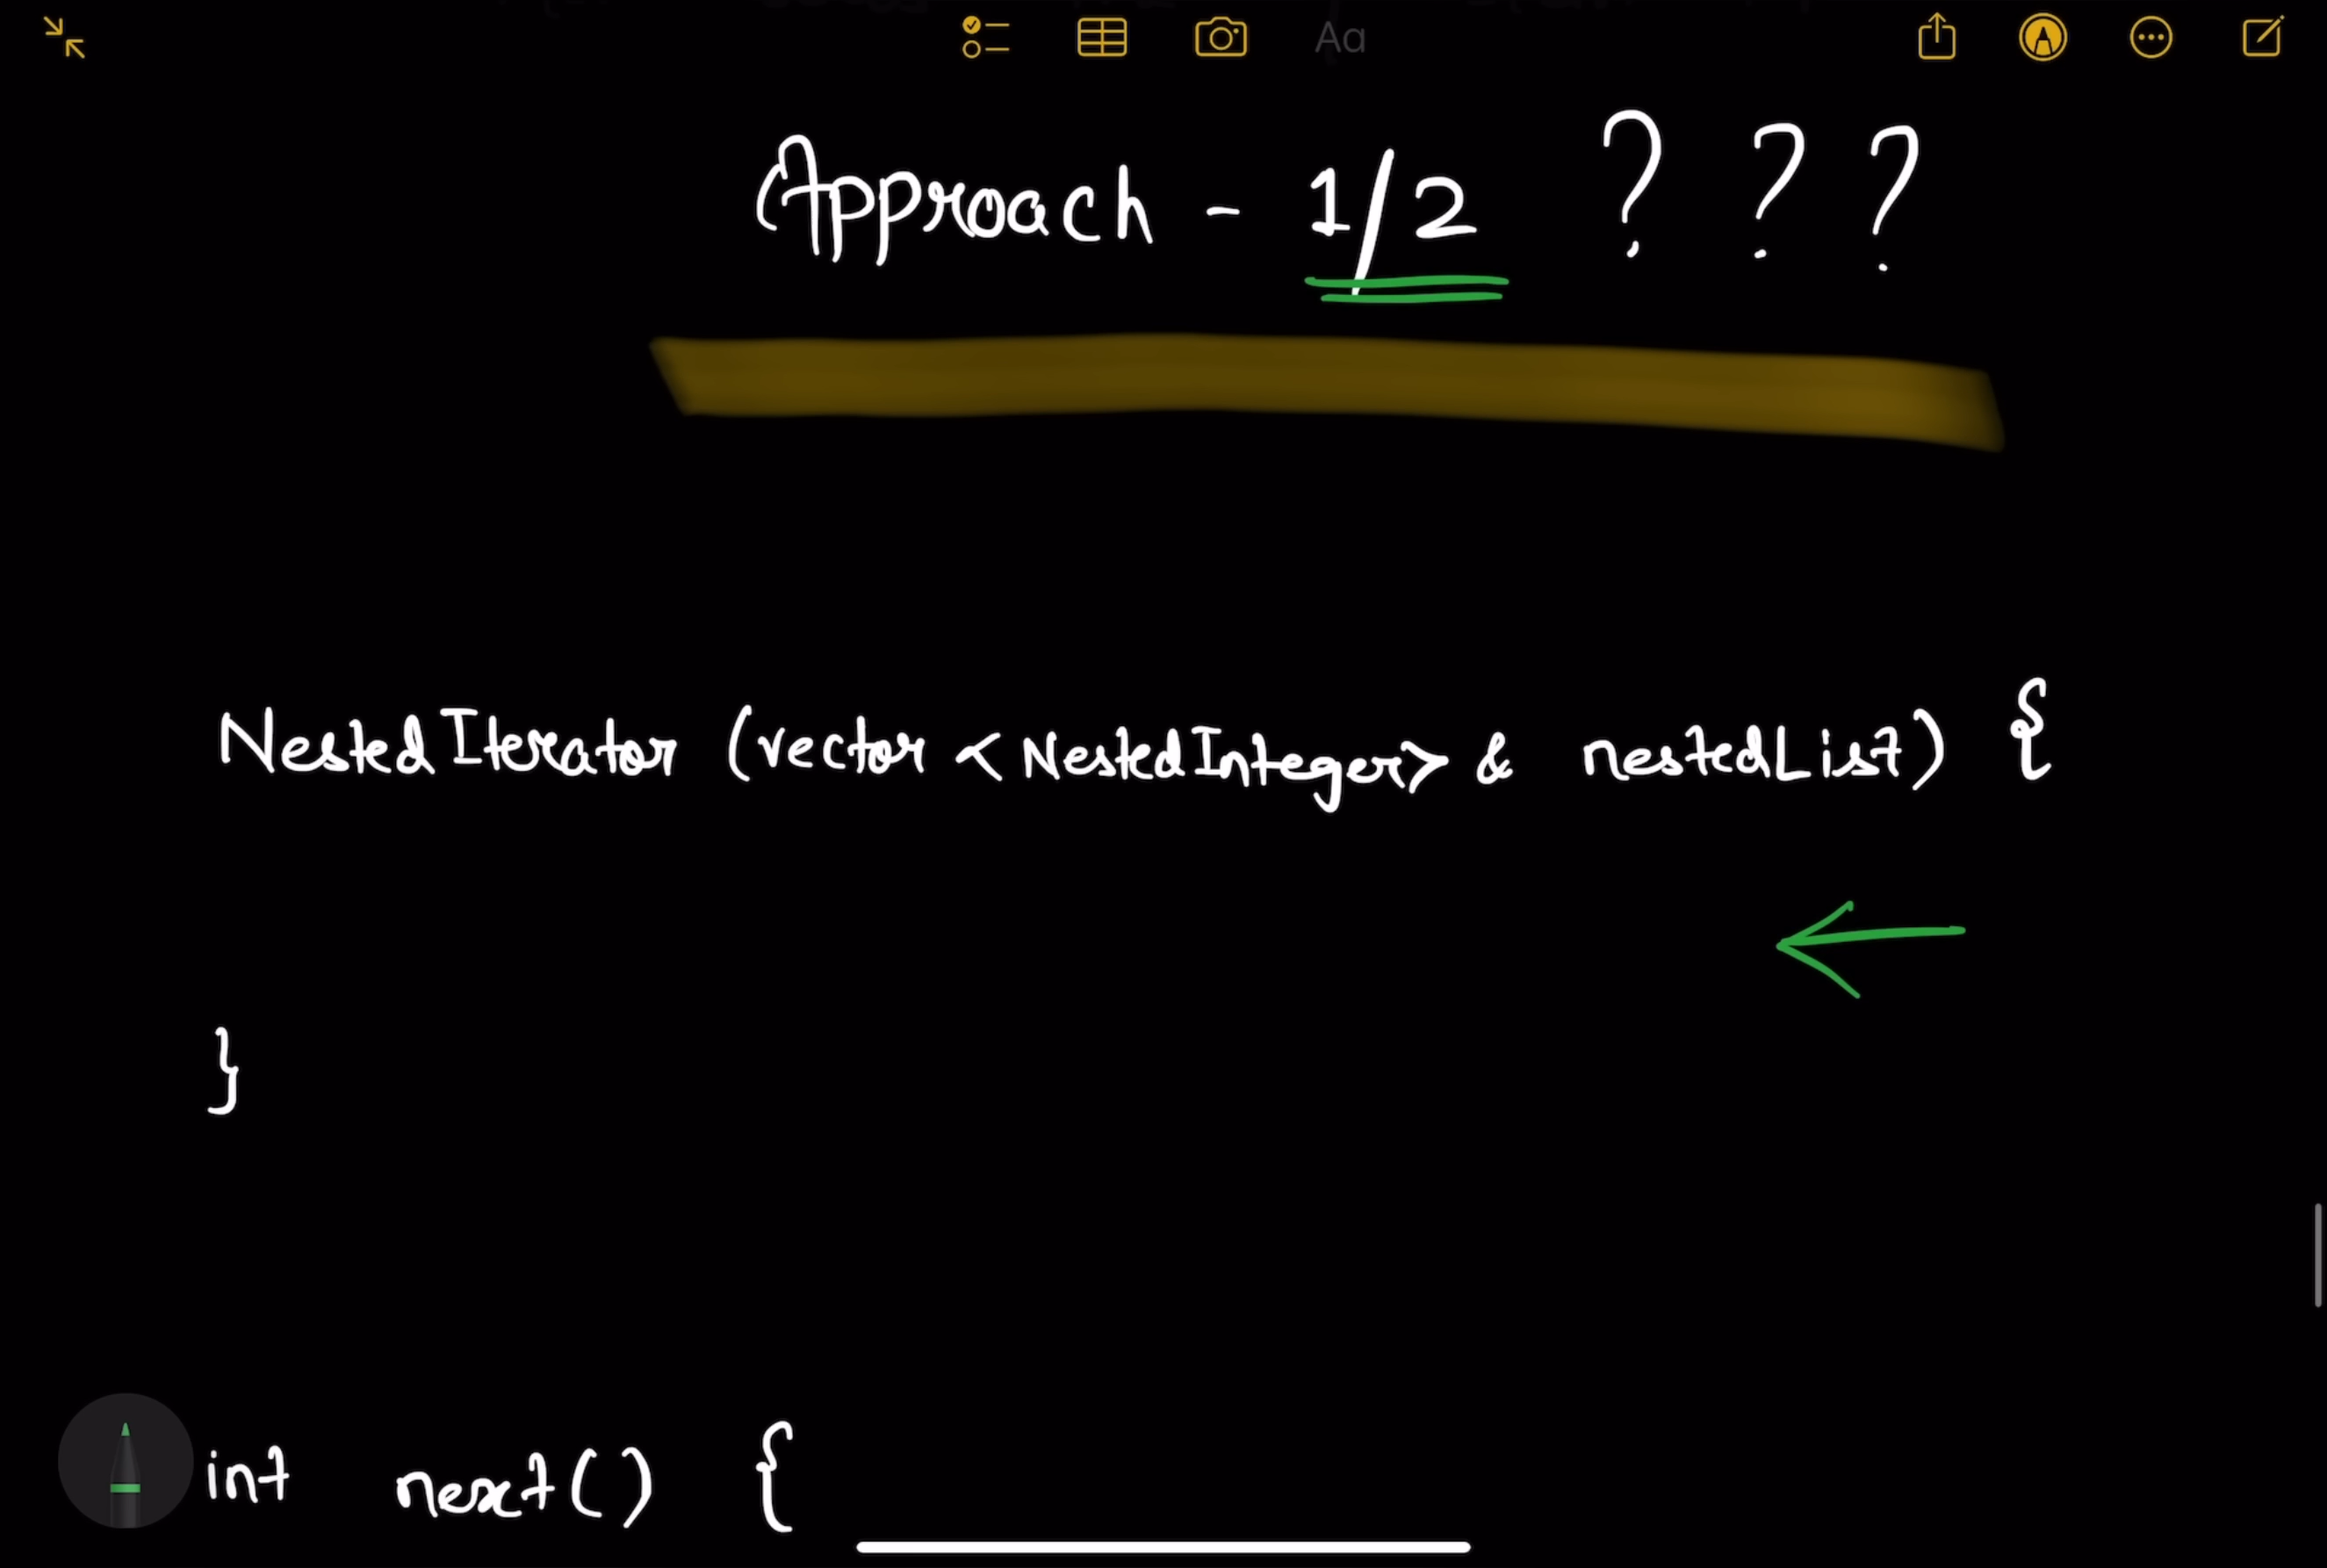 Aa
Approach - 1/2 ? ? ?
NestedIterator (vector < NestedInteger> & nestedList) {
}
int next() {